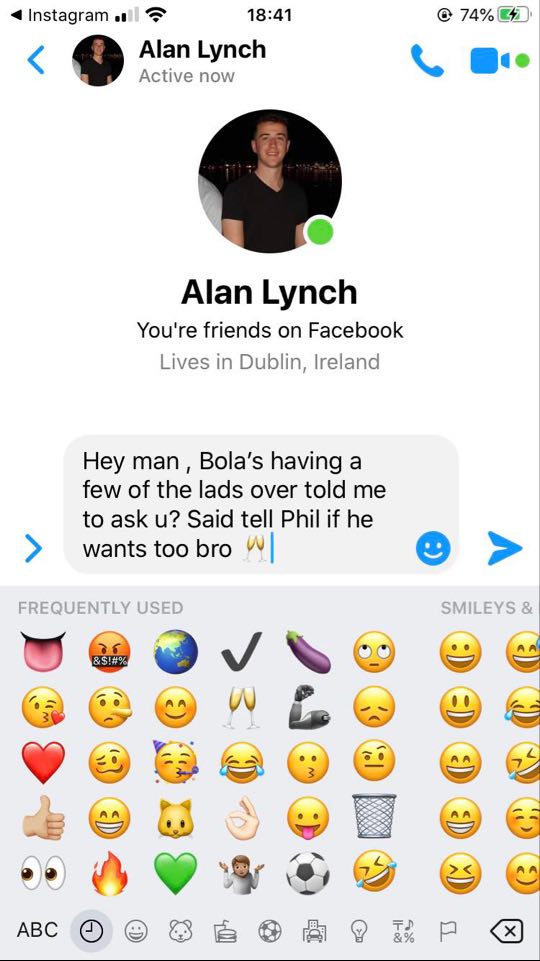 ◀ Instagram 18:41 74%
Alan Lynch
Active now
Alan Lynch
You're friends on Facebook
Lives in Dublin, Ireland
Hey man , Bola’s having a
few of the lads over told me
to ask u? Said tell Phil if he
wants too bro 🥂
FREQUENTLY USED SMILEYS &
&$!#%
ABC
&%